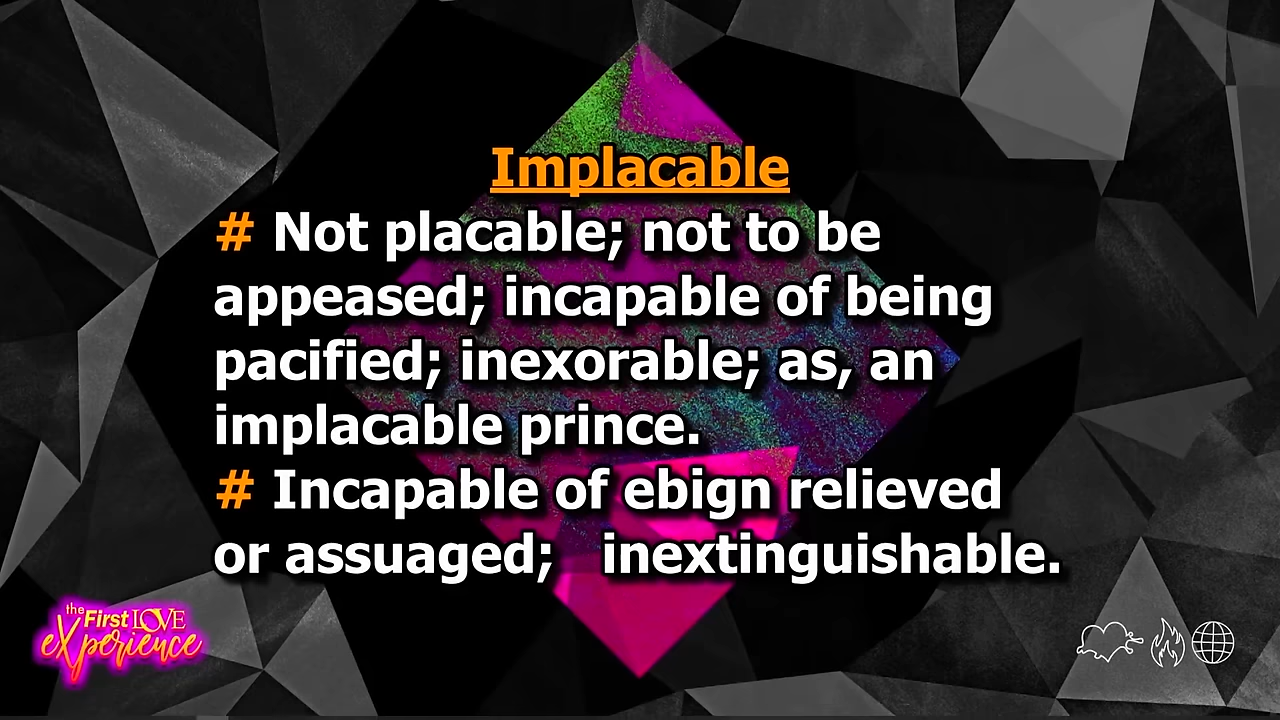 Implacable
# Not placable; not to be
appeased; incapable of being
pacified; inexorable; as, an
implacable prince.
# Incapable of ebign relieved
or assuaged;   inextinguishable.
the First LOVE
eXperience